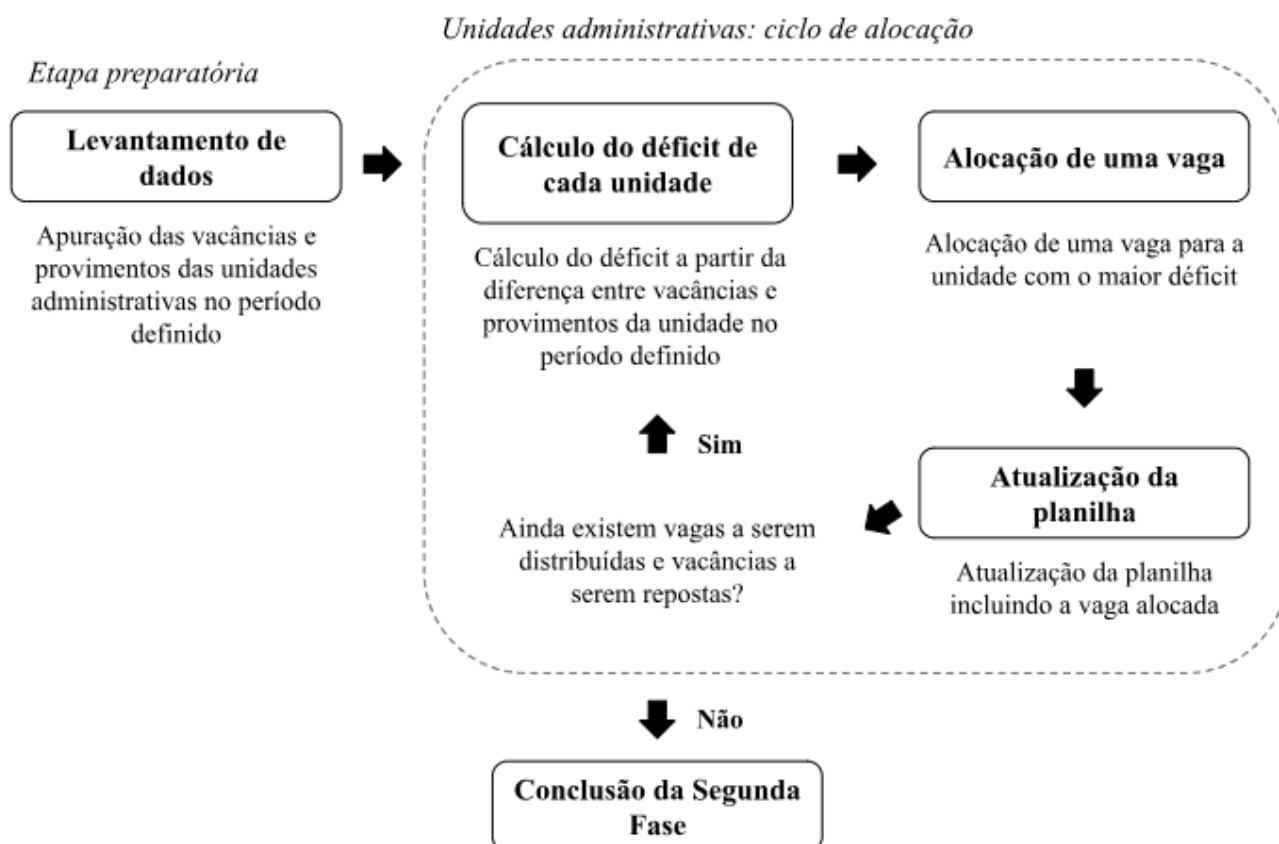 Unidades administrativas: ciclo de alocação
Etapa preparatória
Levantamento de
dados
Apuração das vacâncias e
provimentos das unidades
administrativas no período
definido
Cálculo do déficit de
cada unidade
Cálculo do déficit a partir da
diferença entre vacâncias e
provimentos da unidade no
período definido
Alocação de uma vaga
Alocação de uma vaga para a
unidade com o maior déficit
Atualização da
planilha
Atualização da planilha
incluindo a vaga alocada
Sim
Ainda existem vagas a serem
distribuídas e vacâncias a
serem repostas?
Não
Conclusão da Segunda
Fase